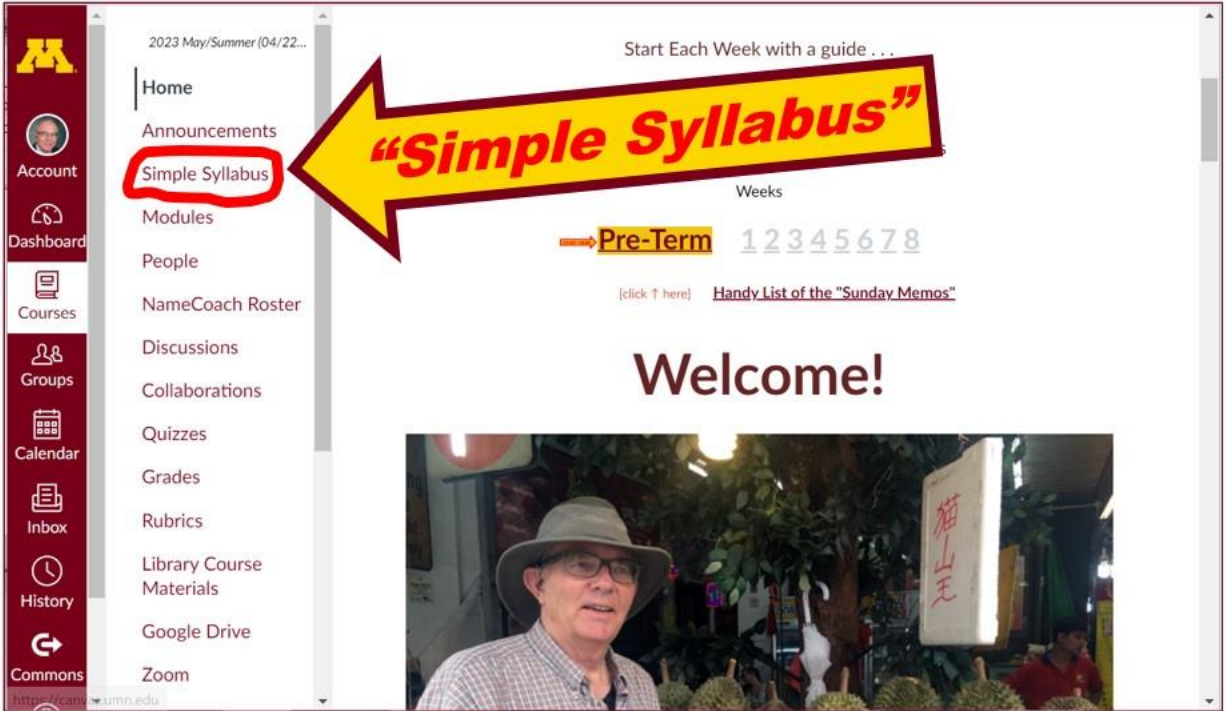 Account
Dashboard
Courses
Groups
Calendar
Inbox
History
Commons
2023 May/Summer (04/22...
Home
Announcements
Simple Syllabus
Modules
People
NameCoach Roster
Discussions
Collaborations
Quizzes
Grades
Rubrics
Library Course
Materials
Google Drive
Zoom
“Simple Syllabus”
Start Each Week with a guide . . .
Weeks
Pre-Term 1 2 3 4 5 6 7 8
[click ↑ here] Handy List of the "Sunday Memos"
Welcome!
猫山王